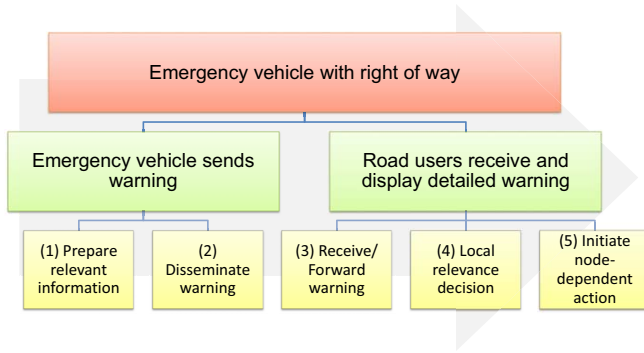 Emergency vehicle with right of way
Emergency vehicle sends
warning
Road users receive and
display detailed warning
(1) Prepare
relevant
information
(2)
Disseminate
warning
(3) Receive/
Forward
warning
(4) Local
relevance
decision
(5) Initiate
node-
dependent
action